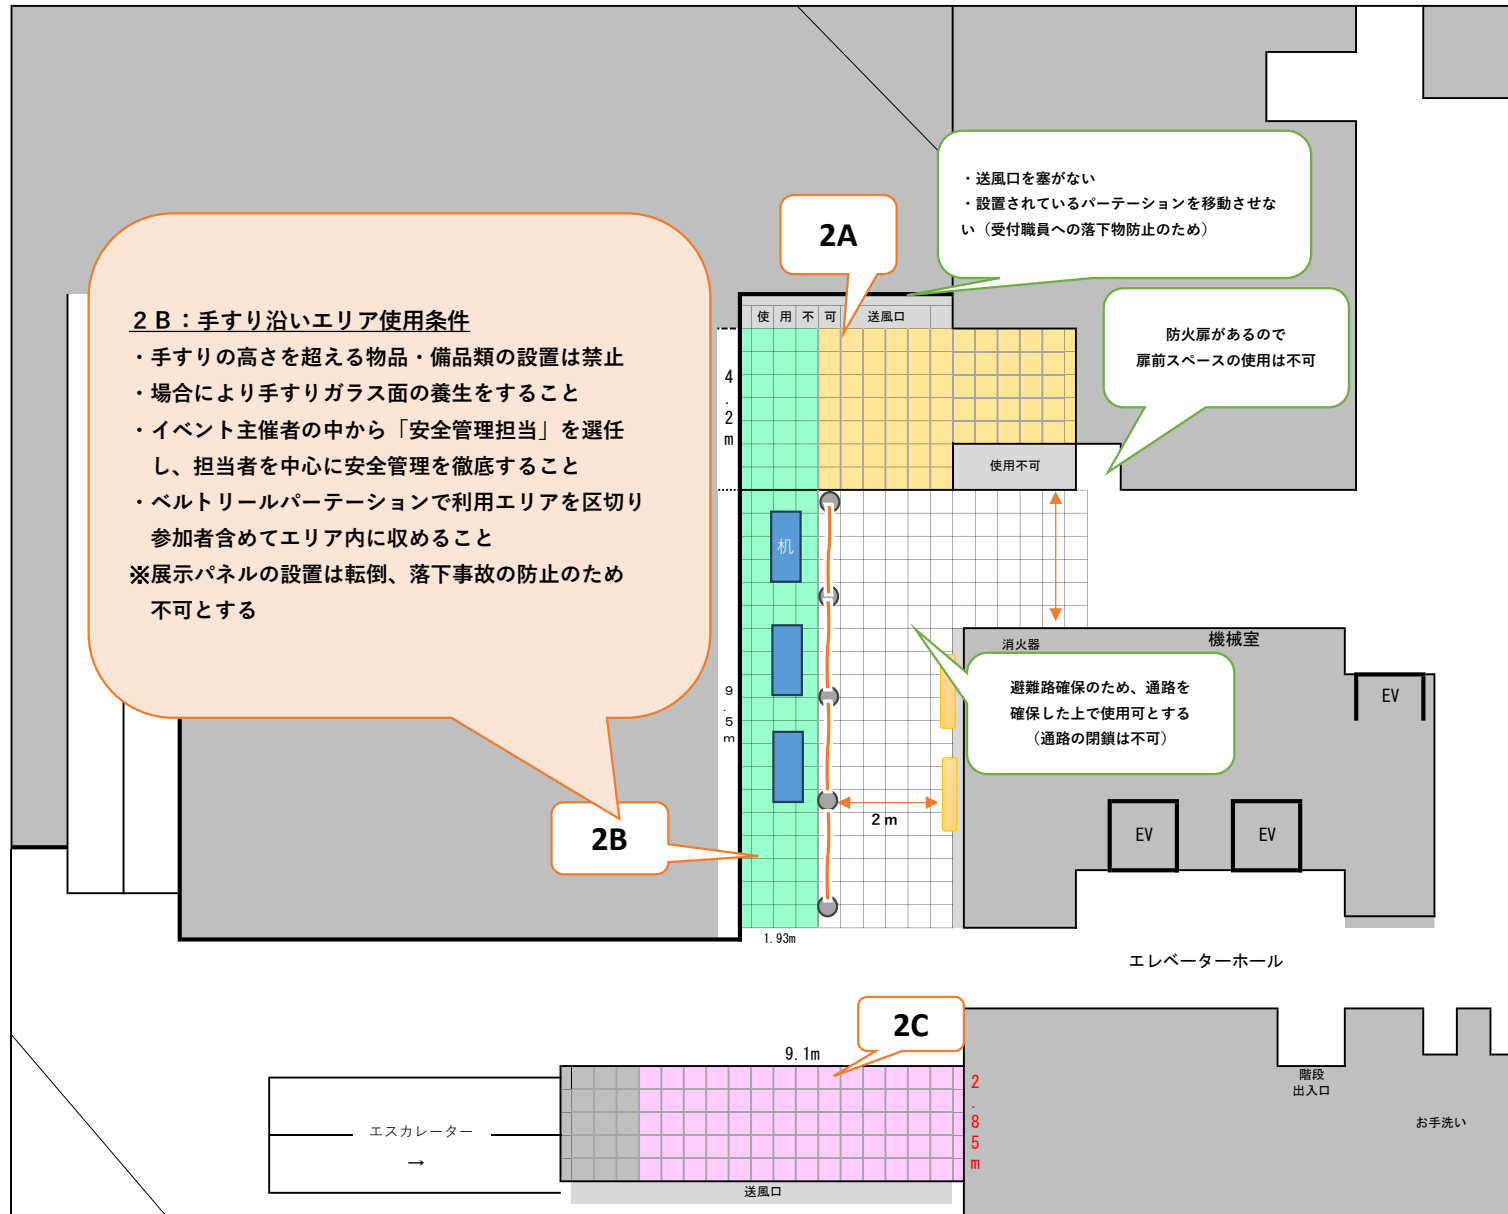 ・送風口を塞がない
・設置されているパーテーションを移動させな
い（受付職員への落下物防止のため）
2A
防火扉があるので
扉前スペースの使用は不可
２Ｂ：手すり沿いエリア使用条件
・手すりの高さを超える物品・備品類の設置は禁止
・場合により手すりガラス面の養生をすること
・イベント主催者の中から「安全管理担当」を選任
し、担当者を中心に安全管理を徹底すること
・ベルトリールパーテーションで利用エリアを区切り
参加者含めてエリア内に収めること
※展示パネルの設置は転倒、落下事故の防止のため
不可とする
使用不可
送風口
4.2m
使用不可
机
消火器
機械室
避難路確保のため、通路を
確保した上で使用可とする
（通路の閉鎖は不可）
EV
9.5m
2ｍ
EV
EV
2B
1.93m
エレベーターホール
2C
9.1m
2.85m
階段
出入口
お手洗い
エスカレーター
→
送風口